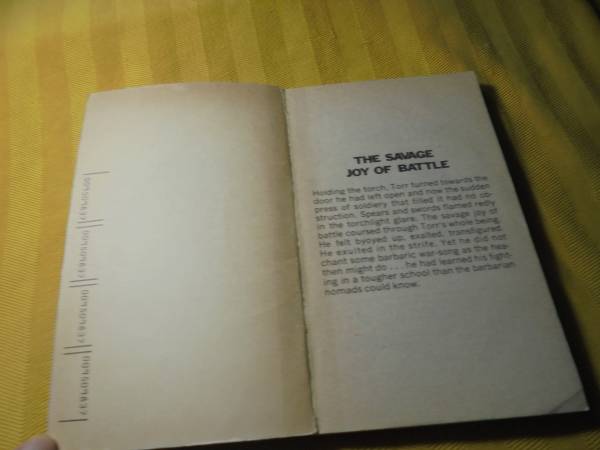 THE SAVAGE
JOY OF BATTLE
Holding the torch, Torr turned towards the
door he had left open and now the sudden
press of soldiery that filled it had no ob-
struction. Spears and swords flamed redly
in the torchlight glare. The savage joy of
battle coursed through Torr's whole being.
He felt byoyed up, exalted, transfigured.
He exulted in the strife. Yet he did not
chant some barbaric war-song as the hea-
then might do . . . he had learned his fight-
ing in a tougher school than the barbarian
nomads could know.